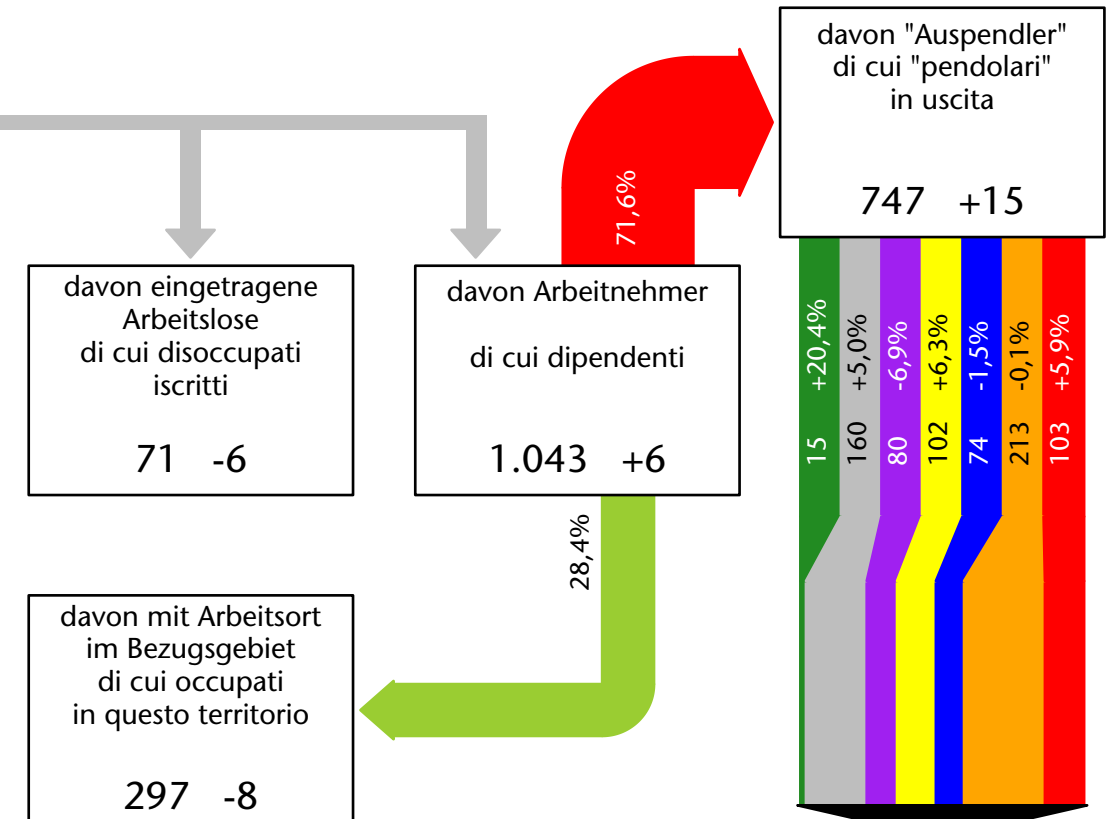 davon "Auspendler"
di cui "pendolari"
in uscita
747 +15
71,6%
davon eingetragene
Arbeitslose
di cui disoccupati
iscritti
71 -6
davon Arbeitnehmer
di cui dipendenti
1.043 +6
15 +20,4%
160 +5,0%
80 -6,9%
102 +6,3%
74 -1,5%
213 -0,1%
103 +5,9%
28,4%
davon mit Arbeitsort
im Bezugsgebiet
di cui occupati
in questo territorio
297 -8